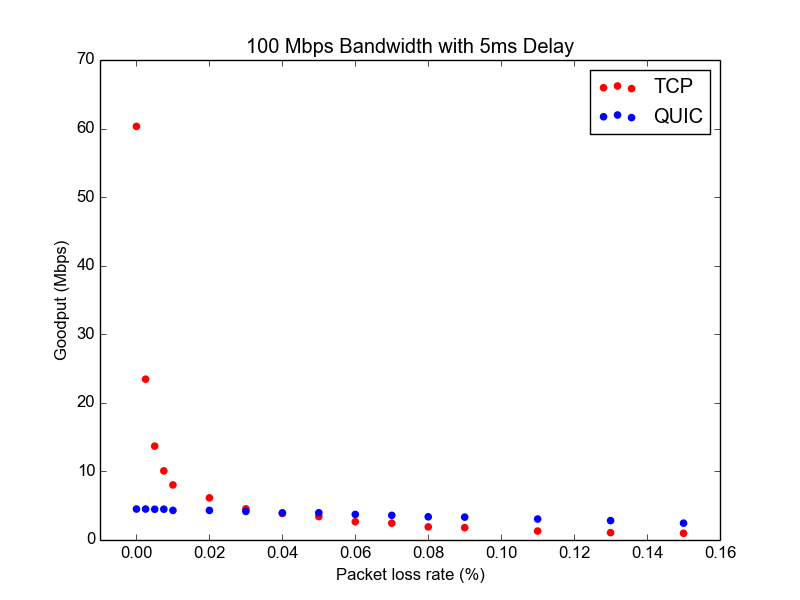 100 Mbps Bandwidth with 5ms Delay
TCP
QUIC
70
60
50
40
30
20
10
0
Goodput (Mbps)
0.00 0.02 0.04 0.06 0.08 0.10 0.12 0.14 0.16
Packet loss rate (%)